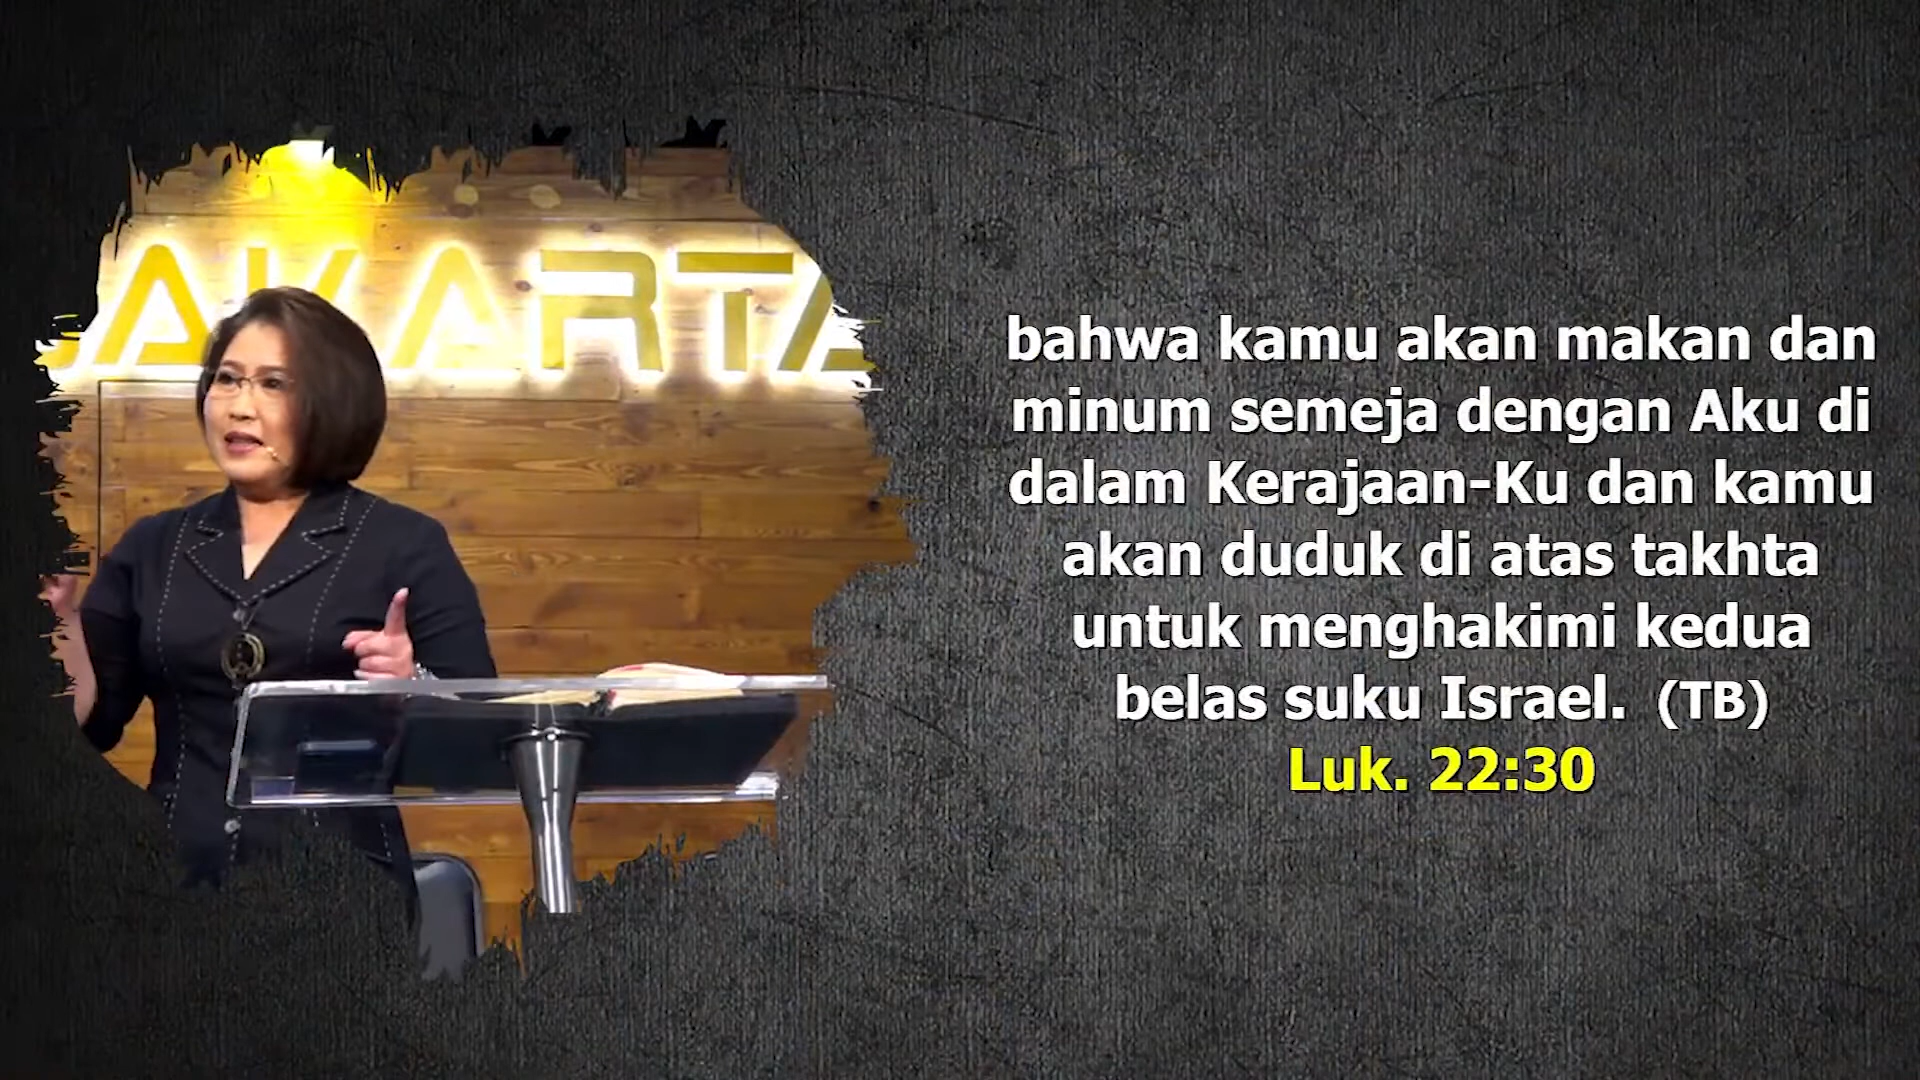 AKARTA
bahwa kamu akan makan dan
minum semeja dengan Aku di
dalam Kerajaan-Ku dan kamu
akan duduk di atas takhta
untuk menghakimi kedua
belas suku Israel. (TB)
Luk. 22:30